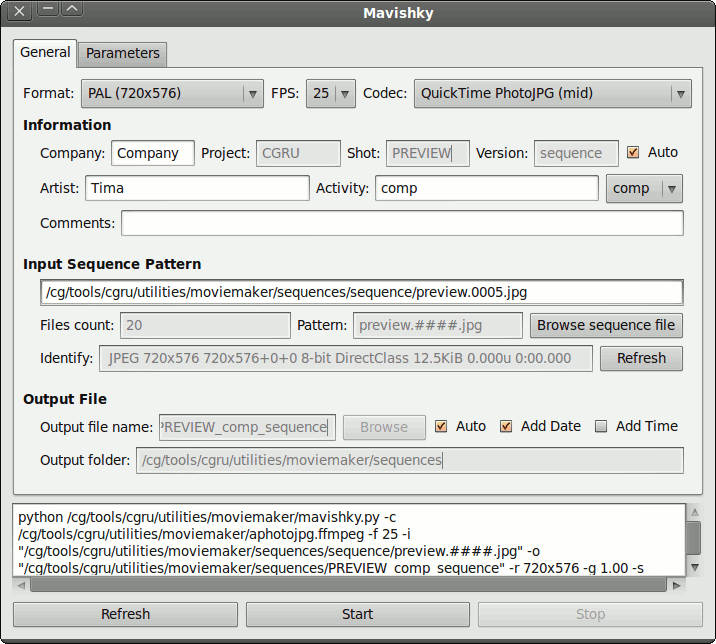 Mavishky
General Parameters
Format: PAL (720x576) FPS: 25 Codec: QuickTime PhotoJPG (mid)
Information
Company: Company Project: CGRU Shot: PREVIEW Version: sequence Auto
Artist: Tima Activity: comp comp
Comments:
Input Sequence Pattern
/cg/tools/cgru/utilities/moviemaker/sequences/sequence/preview.0005.jpg
Files count: 20 Pattern: preview.####.jpg Browse sequence file
Identify: JPEG 720x576 720x576+0+0 8-bit DirectClass 12.5KiB 0.000u 0:00.000 Refresh
Output File
Output file name: PREVIEW_comp_sequence Browse Auto Add Date Add Time
Output folder: /cg/tools/cgru/utilities/moviemaker/sequences
python /cg/tools/cgru/utilities/moviemaker/mavishky.py -c
/cg/tools/cgru/utilities/moviemaker/aphotojpg.ffmpeg -f 25 -i
"/cg/tools/cgru/utilities/moviemaker/sequences/sequence/preview.####.jpg" -o
"/cg/tools/cgru/utilities/moviemaker/sequences/PREVIEW_comp_sequence" -r 720x576 -g 1.00 -s
Refresh Start Stop